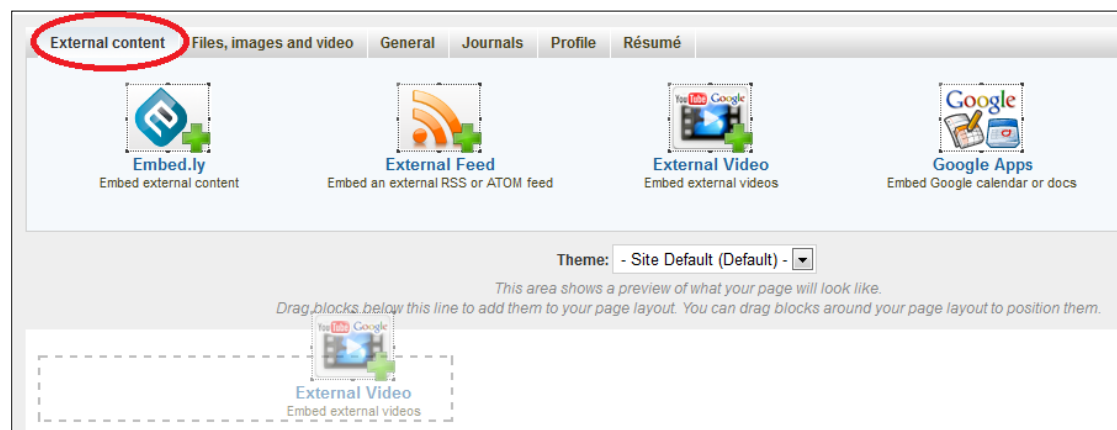 External content Files, images and video General Journals Profile Résumé
You Tube Google
Google
Embed.ly External Feed External Video Google Apps
Embed external content Embed an external RSS or ATOM feed Embed external videos Embed Google calendar or docs
Theme: - Site Default (Default) -
This area shows a preview of what your page will look like.
Drag blocks below this line to add them to your page layout. You can drag blocks around your page layout to position them.
You Tube Google
External Video
Embed external videos